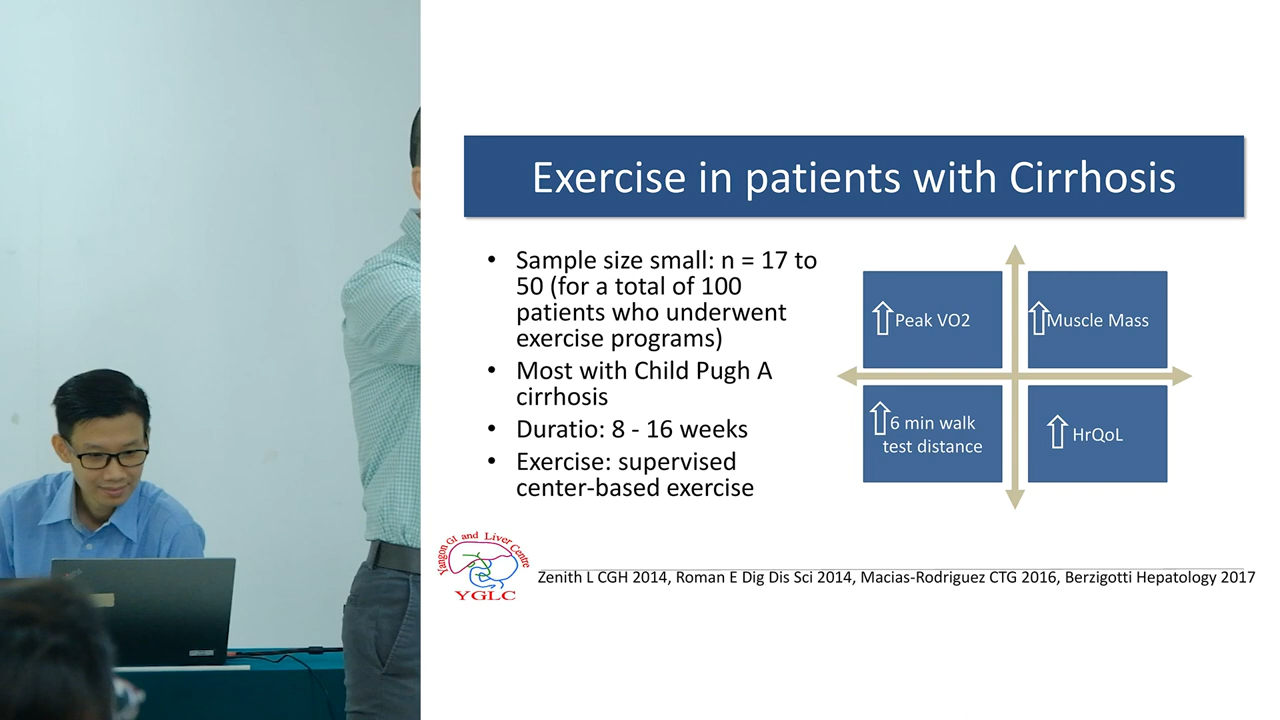 Exercise in patients with Cirrhosis
• Sample size small: n = 17 to
50 (for a total of 100
patients who underwent
exercise programs)
• Most with Child Pugh A
cirrhosis
• Duratio: 8 - 16 weeks
• Exercise: supervised
center-based exercise
Peak VO2
Muscle Mass
6 min walk
test distance
HrQoL
Yangon GI and Liver Centre
YGLC
Zenith L CGH 2014, Roman E Dig Dis Sci 2014, Macias-Rodriguez CTG 2016, Berzigotti Hepatology 2017